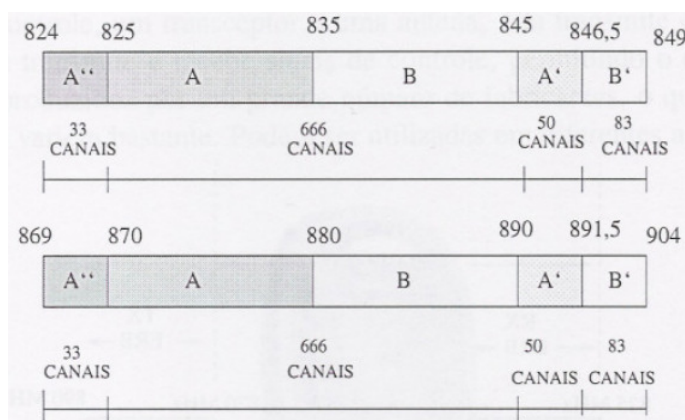 824 825 835 845 846,5 849
A'' A B A' B'
33 666 50 83
CANAIS CANAIS CANAIS CANAIS
869 870 880 890 891,5 904
A'' A B A' B'
33 666 50 83
CANAIS CANAIS CANAIS CANAIS